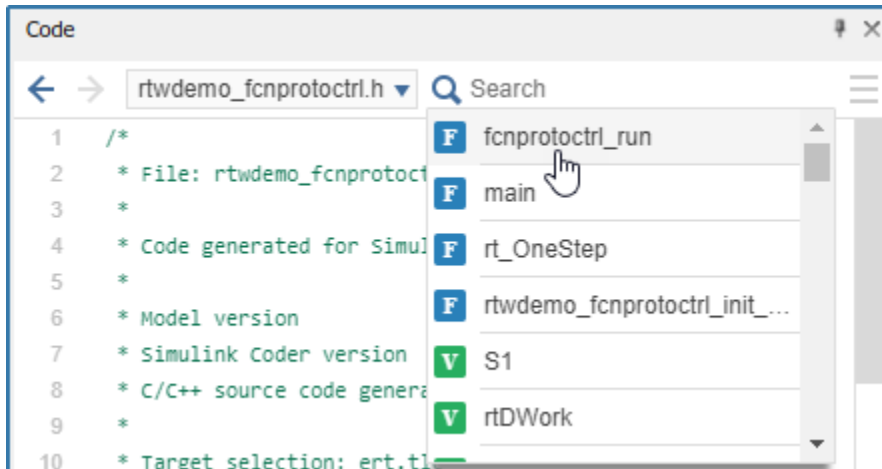 Code
rtwdemo_fcnprotoctrl.h Search
1 /*
2 * File: rtwdemo_fcnprotoct
3 *
4 * Code generated for Simul
5 *
6 * Model version
7 * Simulink Coder version
8 * C/C++ source code genera
9 *
10 * Target selection: ert.tl
F fcnprotoctrl_run
F main
F rt_OneStep
F rtwdemo_fcnprotoctrl_init_...
V S1
V rtDWork